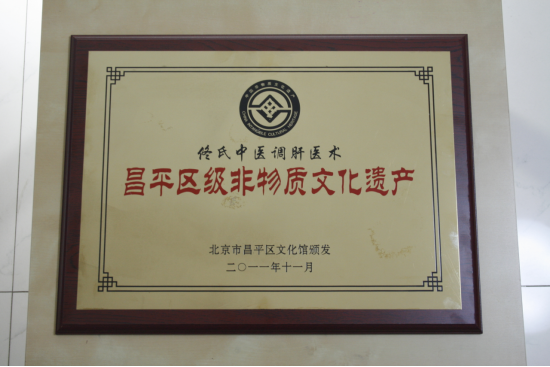 佟氏中医调肝医术
昌平区级非物质文化遗产
北京市昌平区文化馆颁发
二〇一一年十一月